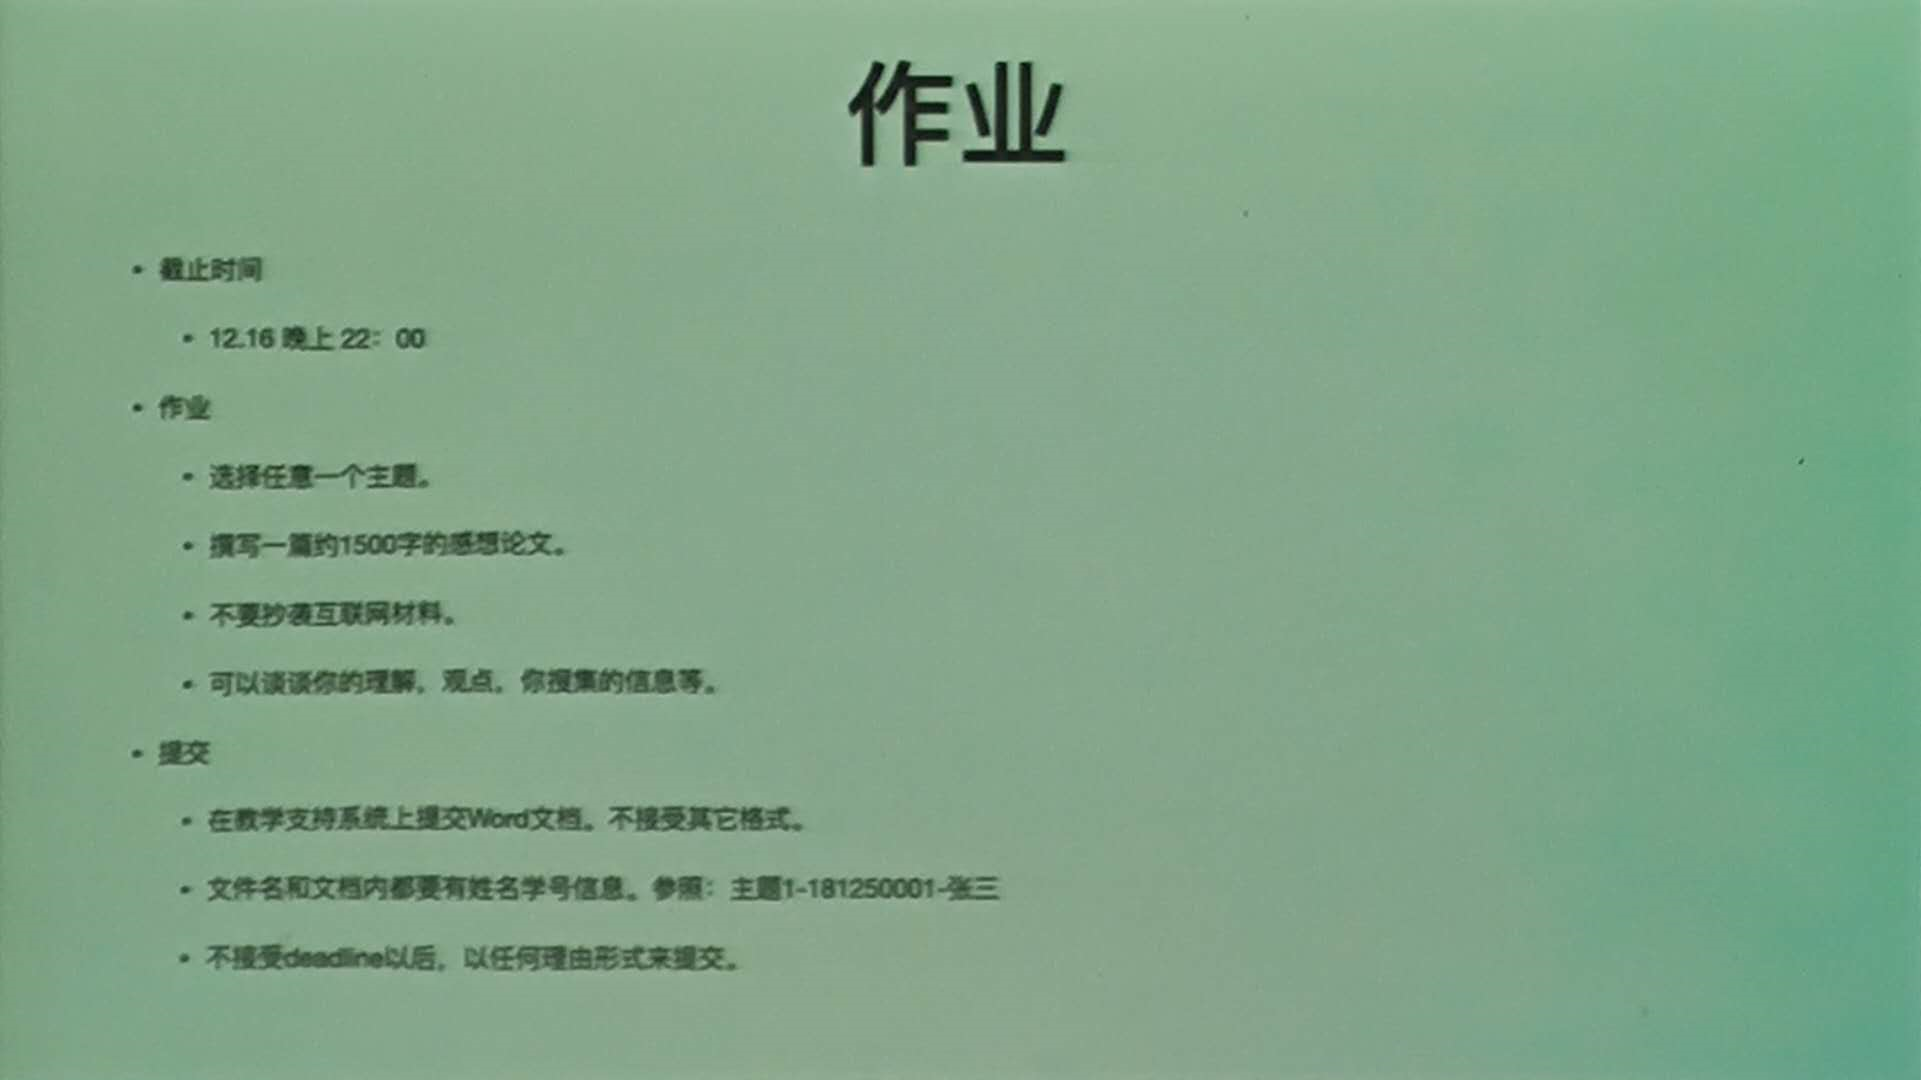 作业
• 截止时间
• 12.16 晚上 22：00
• 作业
• 选择任意一个主题。
• 撰写一篇约1500字的感想论文。
• 不要抄袭互联网材料。
• 可以谈谈你的理解，观点，你搜集的信息等。
• 提交
• 在教学支持系统上提交Word文档。不接受其它格式。
• 文件名和文档内都要有姓名学号信息。参照：主题1-181250001-张三
• 不接受deadline以后，以任何理由形式来提交。